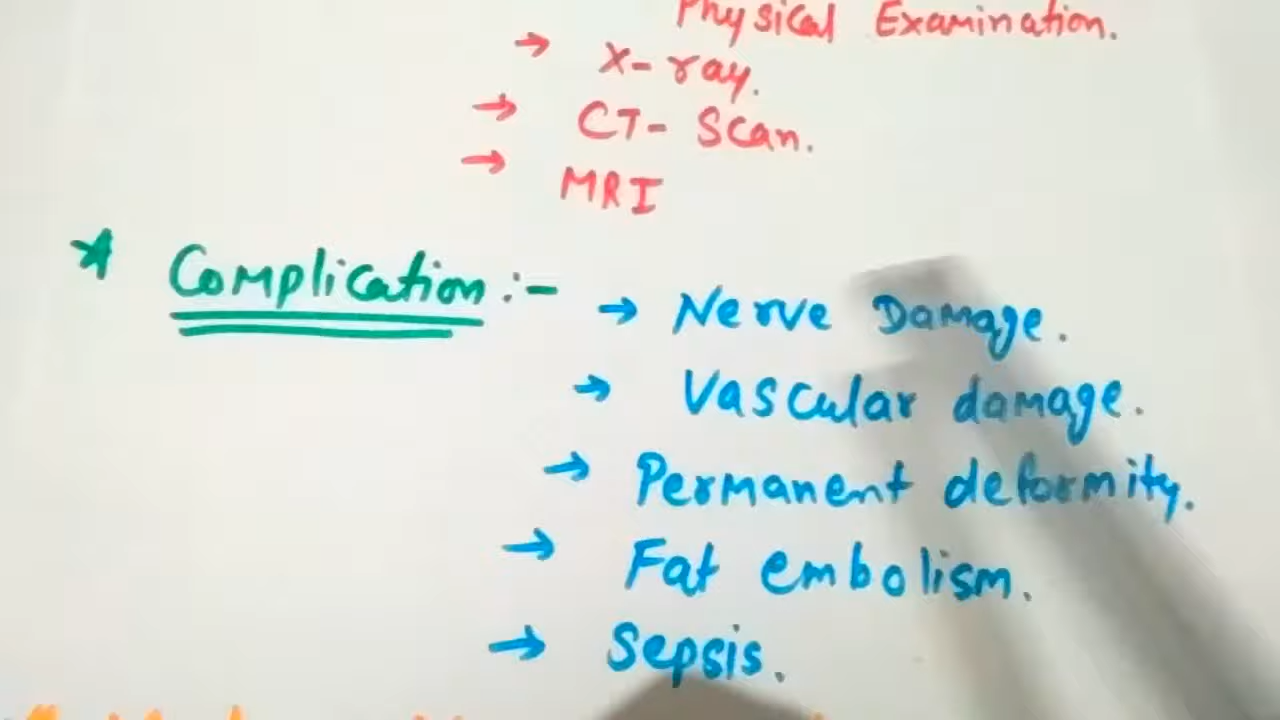 Physical Examination.
→ X-ray.
→ CT-Scan.
→ MRI
* Complication :-
→ Nerve Damage.
→ Vascular damage.
→ Permanent deformity.
→ Fat embolism.
→ Sepsis.